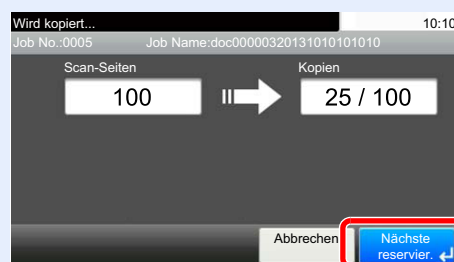 Wird kopiert... 10:10
Job No.:0005 Job Name:doc00000320131010101010
Scan-Seiten Kopien
100 25 / 100
Abbrechen Nächste
reservier.